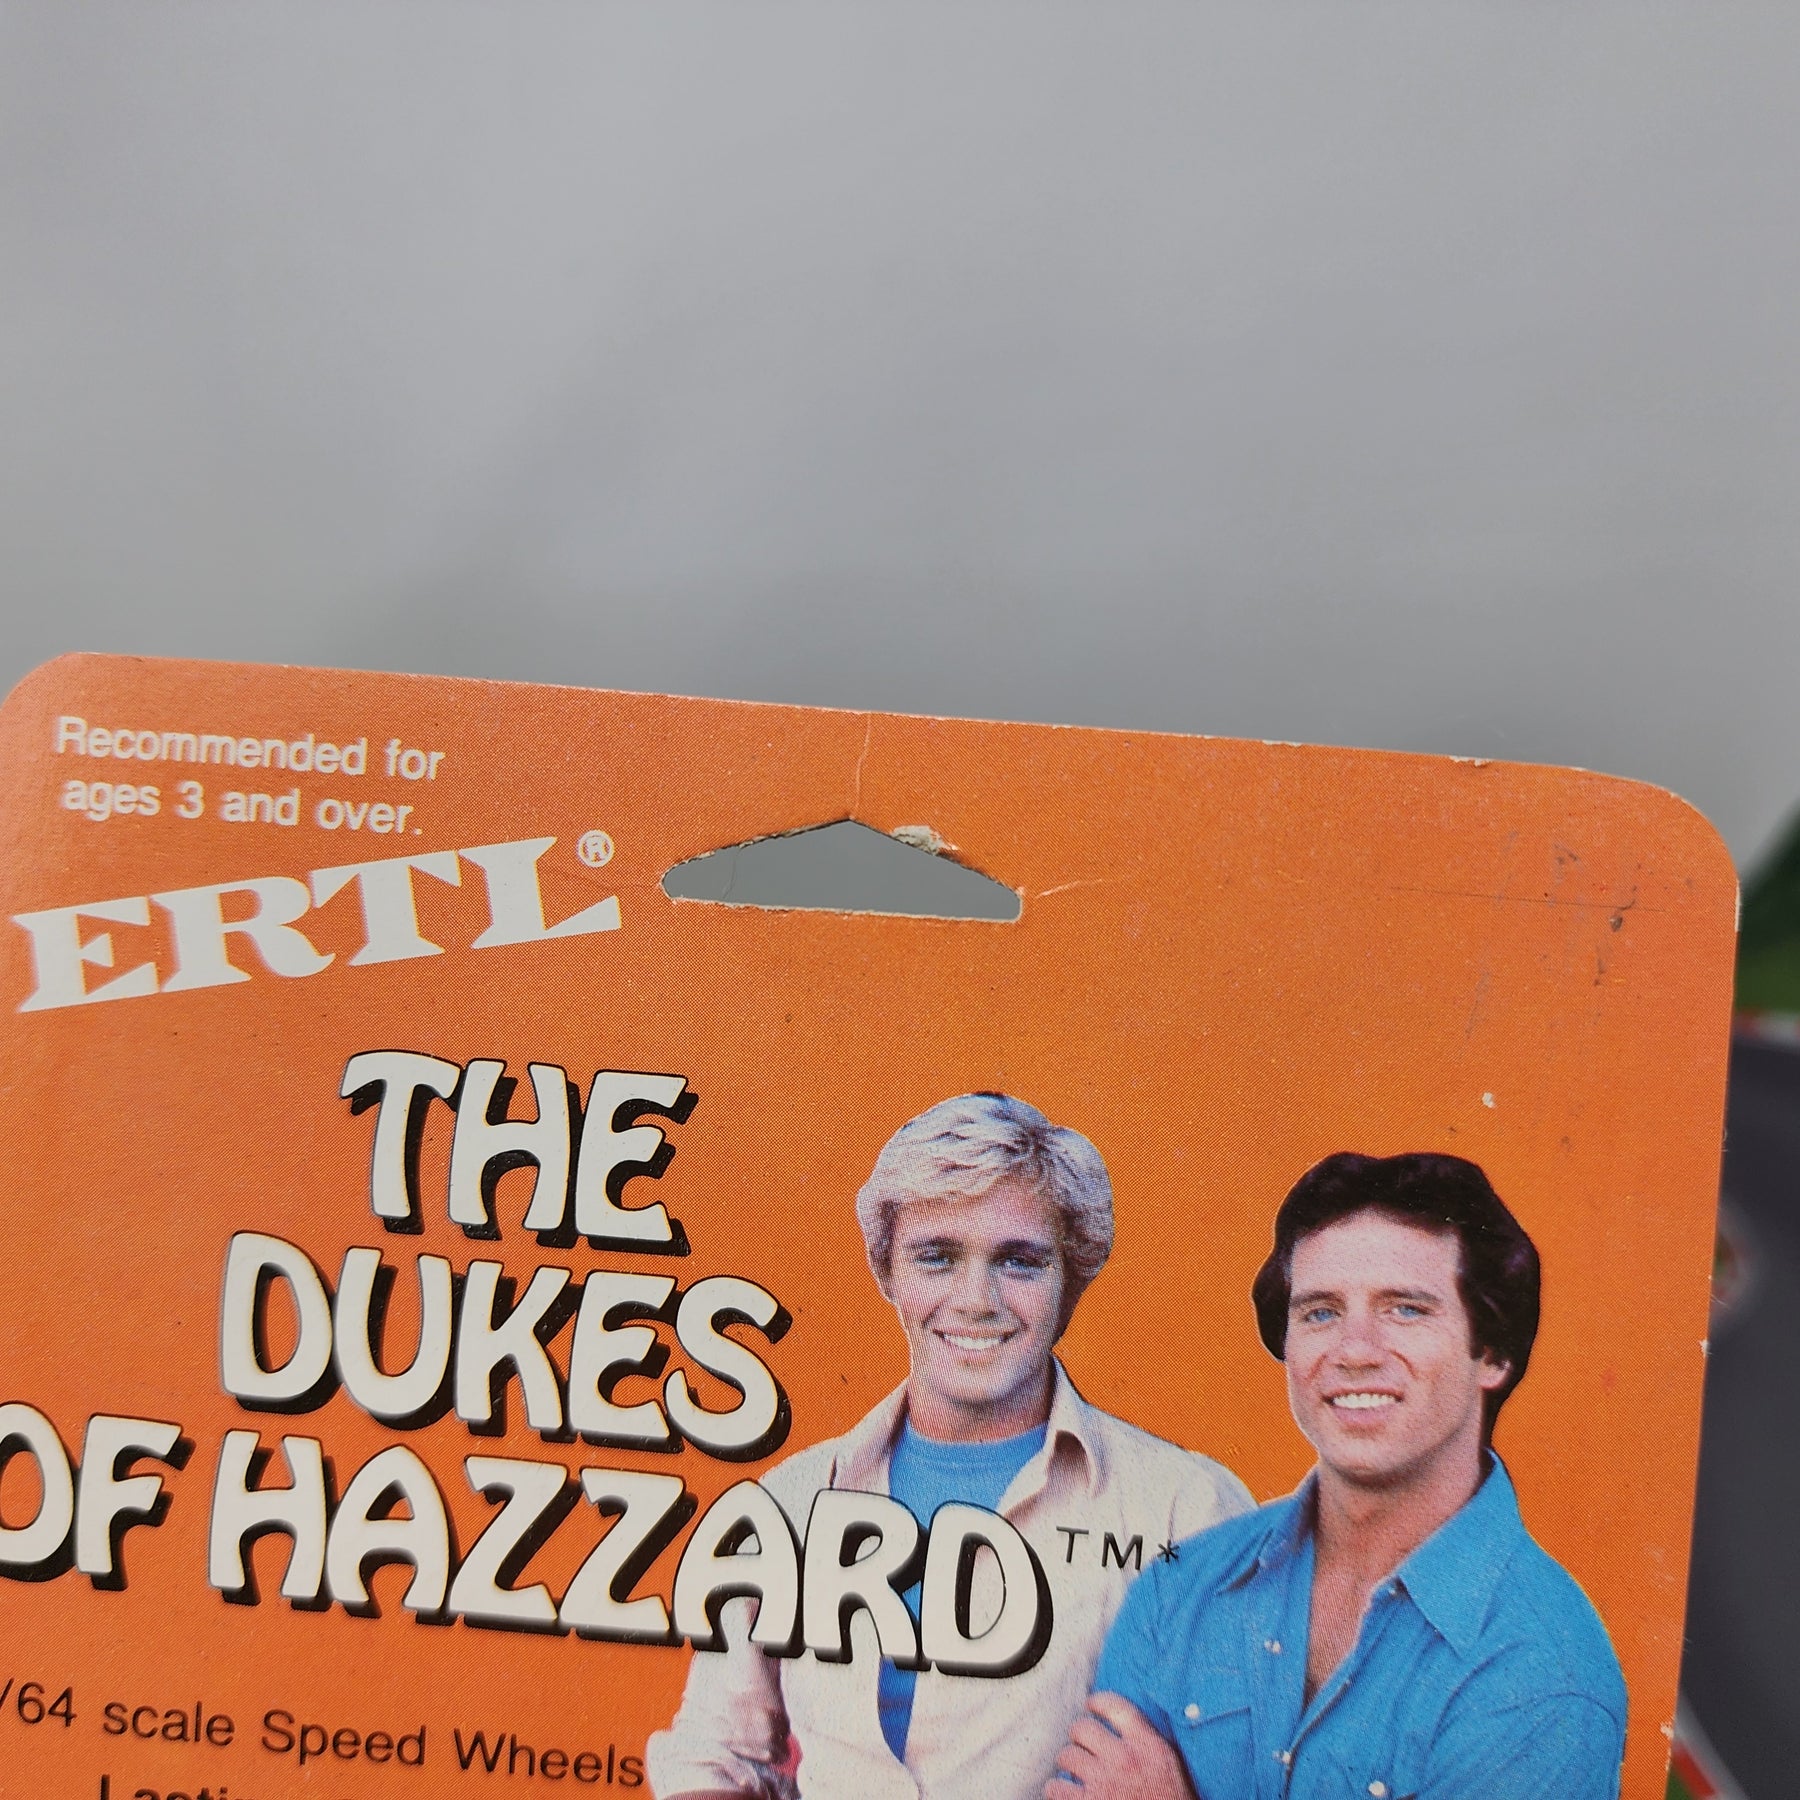 Recommended for
ages 3 and over.
ERTL®
THE
DUKES
OF HAZZARD™*
/64 scale Speed Wheels